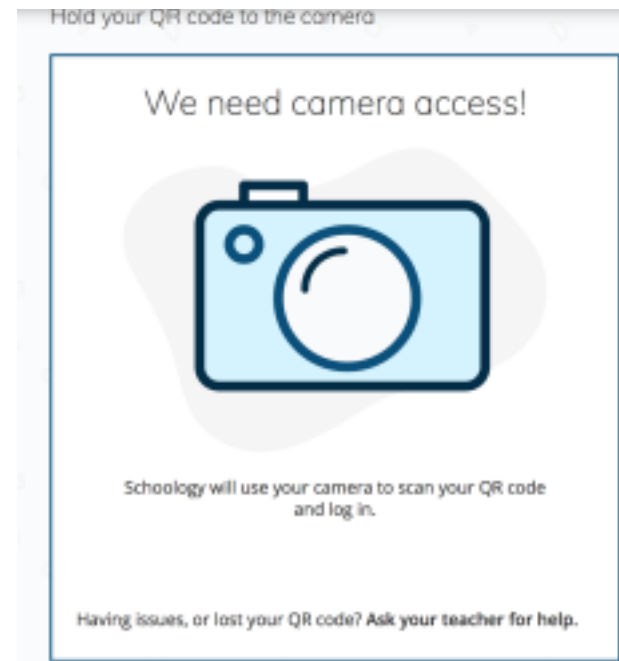 Hold your QR code to the camera
We need camera access!
Schoology will use your camera to scan your QR code
and log in.
Having issues, or lost your QR code? Ask your teacher for help.